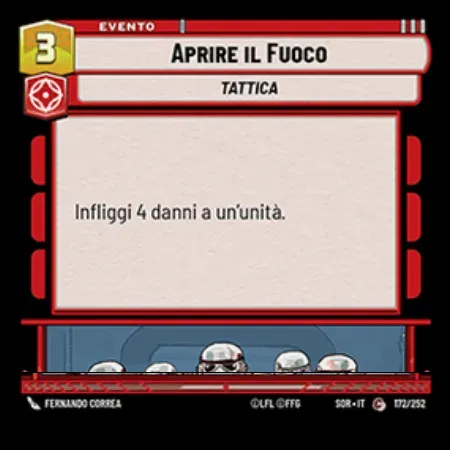 EVENTO
3
APRIRE IL FUOCO
TATTICA
Infliggi 4 danni a un'unità.
FERNANDO CORREA ©LFL ©FFG SOR • IT C 172/252